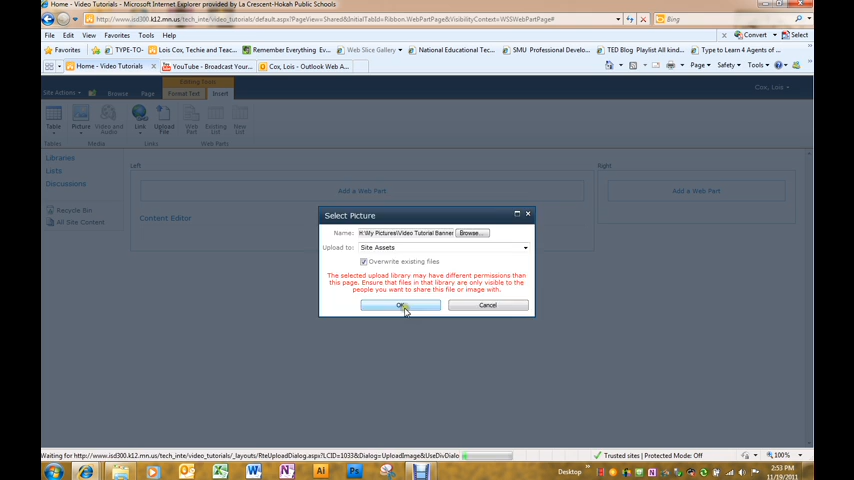 Home - Video Tutorials - Microsoft Internet Explorer provided by La Crescent-Hokah Public Schools
http://www.isd300.k12.mn.us/tech_inte/video_tutorials/default.aspx?PageView=Shared&InitialTabId=Ribbon.WebPartPage&VisibilityContext=WSSWebPartPage#
Bing
File Edit View Favorites Tools Help
Convert Select
Favorites TYPE-TO- Lois Cox, Techie and Teac... Remember Everything Ev... Web Slice Gallery National Educational Tec... SMU Professional Develo... TED Blog Playlist All kind... Type to Learn 4 Agents of ...
Home - Video Tutorials YouTube - Broadcast Your... Cox, Lois - Outlook Web A...
Page Safety Tools
Editing Tools
Site Actions Browse Page Format Text Insert Cox, Lois
Table Picture Video and Audio Link Upload File Web Part Existing List New List
Tables Media Links Web Parts
Libraries
Lists
Discussions
Recycle Bin
All Site Content
Left Right
Add a Web Part Add a Web Part
Content Editor
Select Picture
Name: H:\My Pictures\Video Tutorial Banner Browse...
Upload to: Site Assets
Overwrite existing files
The selected upload library may have different permissions than
this page. Ensure that files in that library are only visible to the
people you want to share this file or image with.
OK Cancel
Waiting for http://www.isd300.k12.mn.us/tech_inte/video_tutorials/_layouts/RteUploadDialog.aspx?LCID=1033&Dialog=UploadImage&UseDivDialo
Trusted sites | Protected Mode: Off 100%
Desktop
2:53 PM
11/19/2011